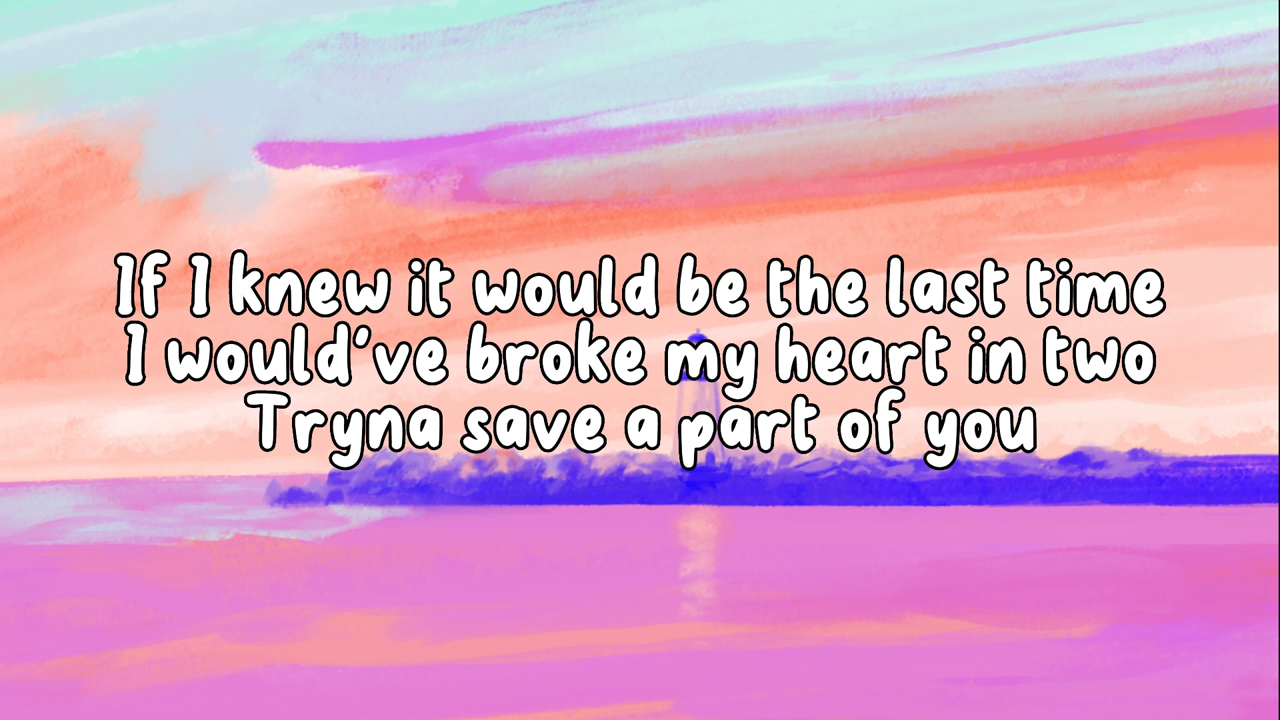 If I knew it would be the last time
I would've broke my heart in two
Tryna save a part of you